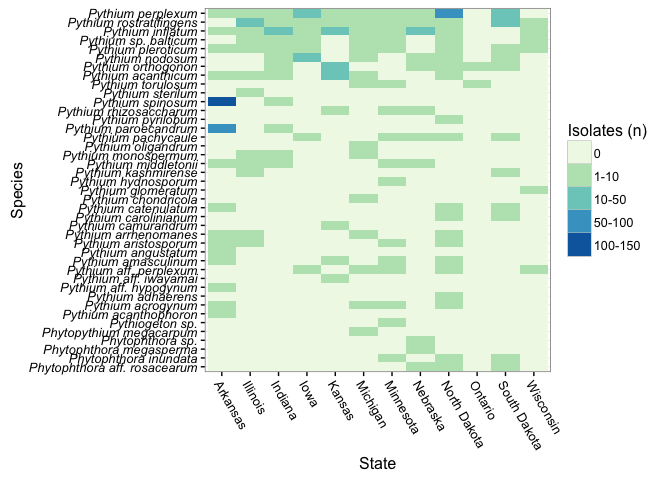 Pythium perplexum
Pythium rostratifingens
Pythium inflatum
Pythium sp. balticum
Pythium pleroticum
Pythium nodosum
Pythium orthogonon
Pythium acanthicum
Pythium torulosum
Pythium sterilum
Pythium spinosum
Pythium rhizosaccharum
Pythium pyrilobum
Pythium paroecandrum
Pythium pachycaule
Pythium oligandrum
Pythium monospermum
Pythium middletonii
Pythium kashmirense
Pythium hydnosporum
Pythium glomeratum
Pythium chondricola
Pythium catenulatum
Pythium carolinianum
Pythium camurandrum
Pythium arrhenomanes
Pythium aristosporum
Pythium angustatum
Pythium amasculinum
Pythium aff. perplexum
Pythium aff. iwayamai
Pythium aff. hypogynum
Pythium adhaerens
Pythium acrogynum
Pythium acanthophoron
Pythiogeton sp.
Phytopythium megacarpum
Phytophthora sp.
Phytophthora megasperma
Phytophthora inundata
Phytophthora aff. rosacearum
Species
Arkansas
Illinois
Indiana
Iowa
Kansas
Michigan
Minnesota
Nebraska
North Dakota
Ontario
South Dakota
Wisconsin
State
Isolates (n)
0
1-10
10-50
50-100
100-150